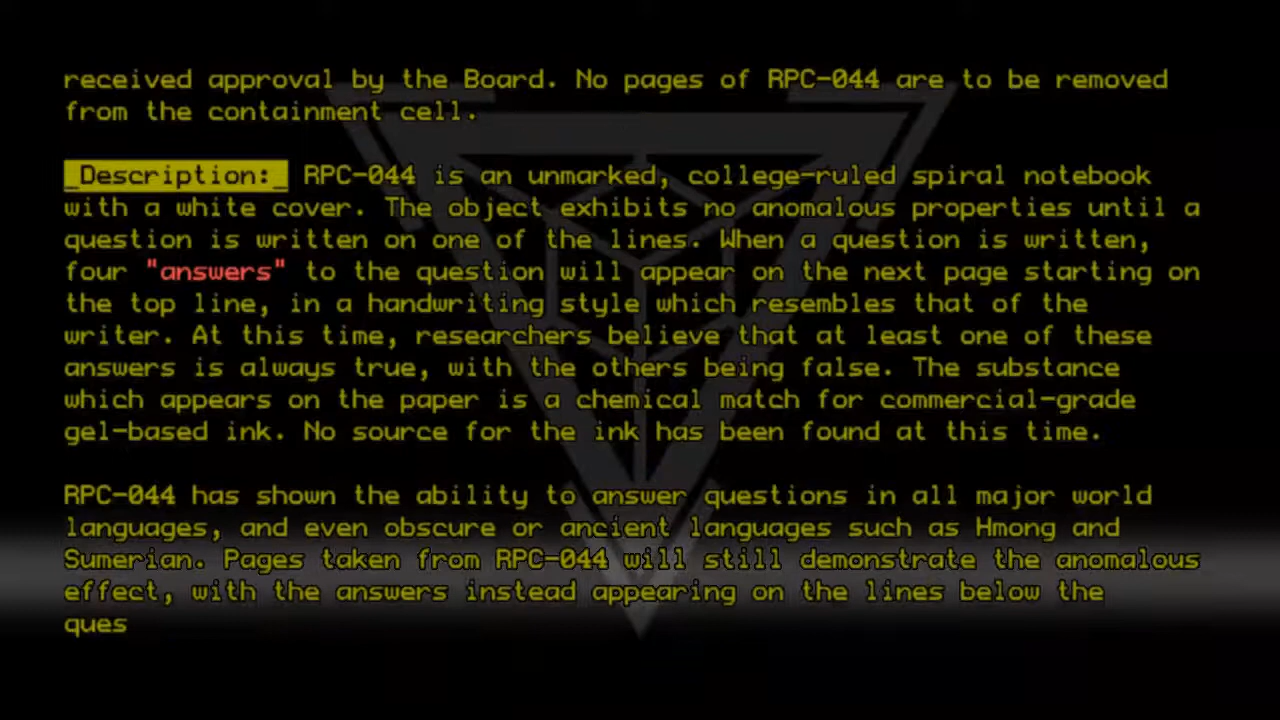 received approval by the Board. No pages of RPC-044 are to be removed
from the containment cell.
_Description:_ RPC-044 is an unmarked, college-ruled spiral notebook
with a white cover. The object exhibits no anomalous properties until a
question is written on one of the lines. When a question is written,
four "answers" to the question will appear on the next page starting on
the top line, in a handwriting style which resembles that of the
writer. At this time, researchers believe that at least one of these
answers is always true, with the others being false. The substance
which appears on the paper is a chemical match for commercial-grade
gel-based ink. No source for the ink has been found at this time.
RPC-044 has shown the ability to answer questions in all major world
languages, and even obscure or ancient languages such as Hmong and
Sumerian. Pages taken from RPC-044 will still demonstrate the anomalous
effect, with the answers instead appearing on the lines below the
ques